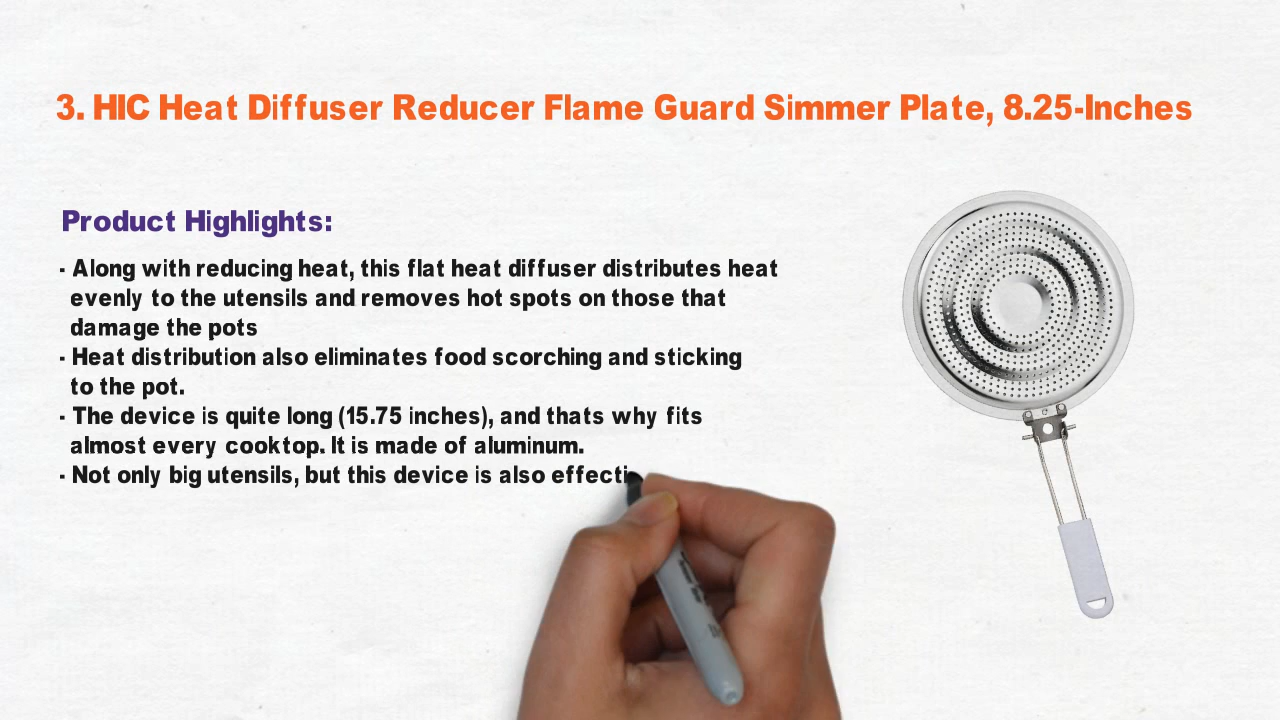 3. HIC Heat Diffuser Reducer Flame Guard Simmer Plate, 8.25-Inches
Product Highlights:
- Along with reducing heat, this flat heat diffuser distributes heat
evenly to the utensils and removes hot spots on those that
damage the pots
- Heat distribution also eliminates food scorching and sticking
to the pot.
- The device is quite long (15.75 inches), and thats why fits
almost every cooktop. It is made of aluminum.
- Not only big utensils, but this device is also effecti